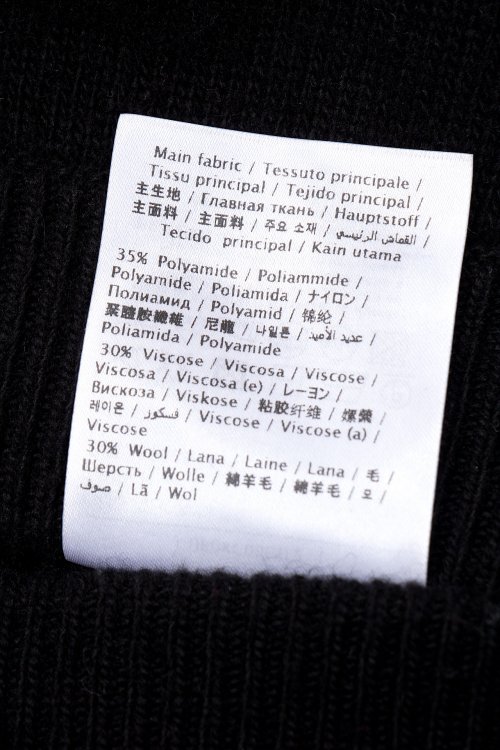 Main fabric / Tessuto principale /
Tissu principal / Tejido principal /
主生地 / Главная ткань / Hauptstoff /
主面料 / 主面料 / 주요 소재 / القماش الرئيسي /
Tecido principal / Kain utama
35% Polyamide / Poliammide /
Polyamide / Poliamida / ナイロン /
Полиамид / Polyamid / 锦纶 /
聚醯胺纖維 / 尼龍 / 나일론 / عديد الأميد /
Poliamida / Polyamide
30% Viscose / Viscosa / Viscose /
Viscosa / Viscosa (e) / レーヨン /
Вискоза / Viskose / 粘胶纤维 / 嫘縈 /
레이온 / فسكوز / Viscose / Viscose (a) /
Viscose
30% Wool / Lana / Laine / Lana / 毛 /
Шерсть / Wolle / 綿羊毛 / 綿羊毛 / 모 /
صوف / Lã / Wol